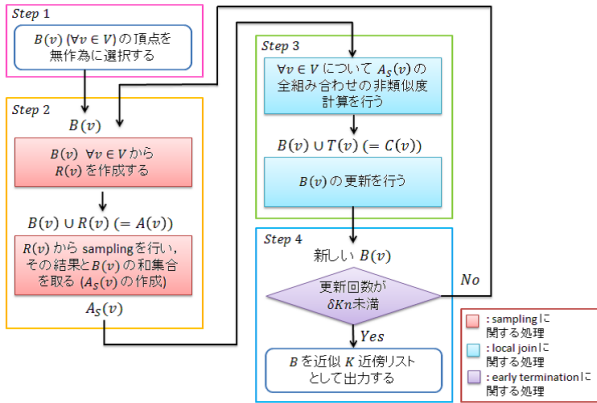 Step 1
B(v) (∀v ∈ V) の頂点を
無作為に選択する
Step 2
B(v)
B(v) ∀v ∈ V から
R(v) を作成する
B(v) ∪ R(v) (= A(v))
R(v) から sampling を行い,
その結果と B(v) の和集合
を取る (A_S(v) の作成)
A_S(v)
Step 3
∀v ∈ V について A_S(v) の
全組み合わせの非類似度
計算を行う
B(v) ∪ T(v) (= C(v))
B(v) の更新を行う
Step 4
新しい B(v)
更新回数が
δKn未満
No
Yes
B を近似 K 近傍リスト
として出力する
: sampling に
関する処理
: local join に
関する処理
: early termination に
関する処理